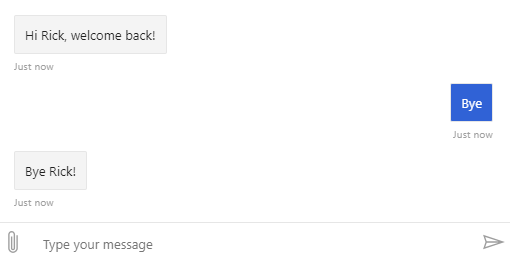 Hi Rick, welcome back!
Just now
Bye
Just now
Bye Rick!
Just now
Type your message